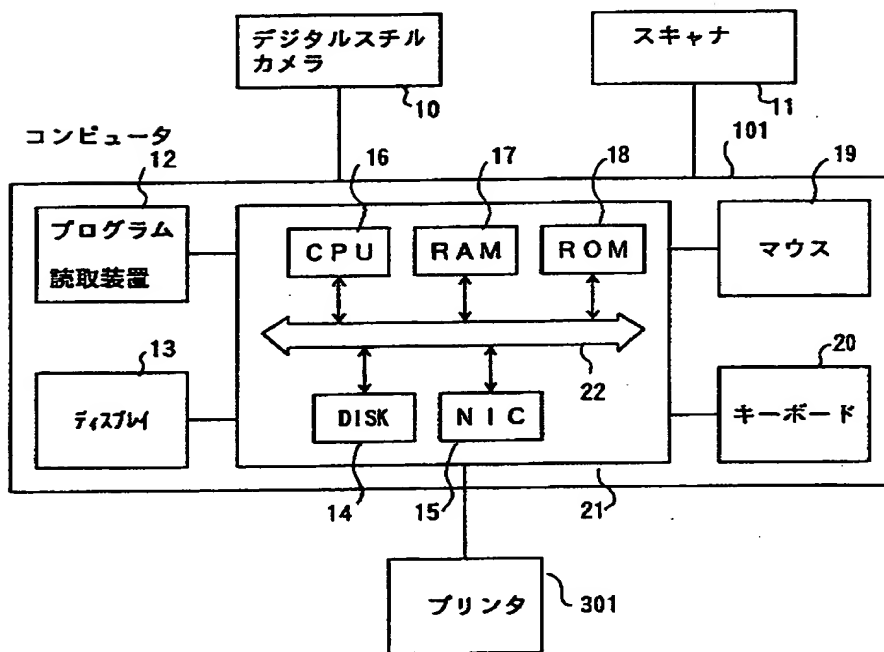 デジタルスチル
カメラ
10
スキャナ
11
コンピュータ
101
12
プログラム
読取装置
16
CPU
17
RAM
18
ROM
19
マウス
13
ディスプレイ
22
20
キーボード
DISK
14
NIC
15
21
プリンタ
301